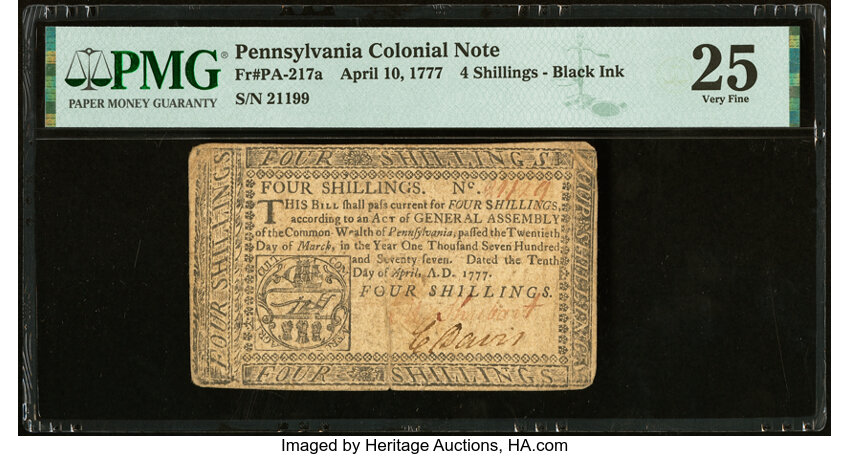 PMG®
PAPER MONEY GUARANTY
Pennsylvania Colonial Note
Fr#PA-217a April 10, 1777 4 Shillings - Black Ink
S/N 21199
25
Very Fine
FOUR SHILLINGS
FOUR SHILLINGS
FOUR SHILLINGS
FOUR SHILLINGS. No.
THIS BILL ſhall paſs current for FOUR SHILLINGS,
according to an ACT of GENERAL ASSEMBLY
of the Common-Wealth of Pennſylvania, paſſed the Twentieth
Day of March, in the Year One Thouſand Seven Hundred
and Seventy-ſeven. Dated the Tenth
Day of April, A.D. 1777.
FOUR SHILLINGS.
Davis
FOUR SHILLINGS
Imaged by Heritage Auctions, HA.com